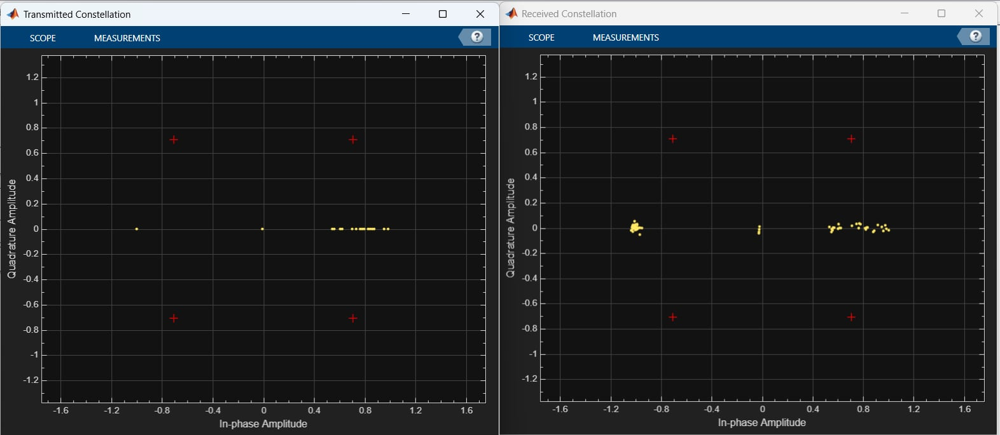 Transmitted Constellation
SCOPE MEASUREMENTS ?
1.2
1
0.8
0.6
0.4
0.2
0
-0.2
-0.4
-0.6
-0.8
-1
-1.2
Quadrature Amplitude
-1.6 -1.2 -0.8 -0.4 0 0.4 0.8 1.2 1.6
In-phase Amplitude
Received Constellation
SCOPE MEASUREMENTS ?
1.2
1
0.8
0.6
0.4
0.2
0
-0.2
-0.4
-0.6
-0.8
-1
-1.2
Quadrature Amplitude
-1.6 -1.2 -0.8 -0.4 0 0.4 0.8 1.2 1.6
In-phase Amplitude